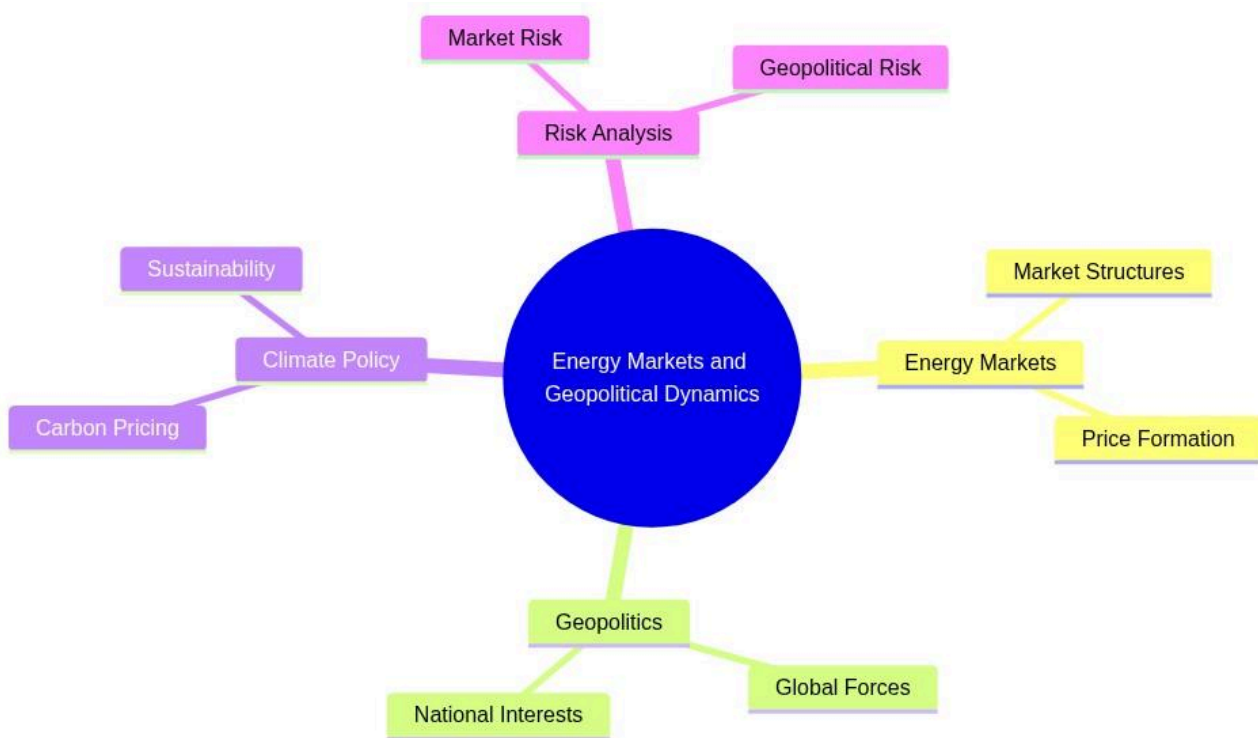 Market Risk
Geopolitical Risk
Risk Analysis
Sustainability
Market Structures
Climate Policy
Energy Markets and
Geopolitical Dynamics
Energy Markets
Carbon Pricing
Price Formation
Geopolitics
Global Forces
National Interests